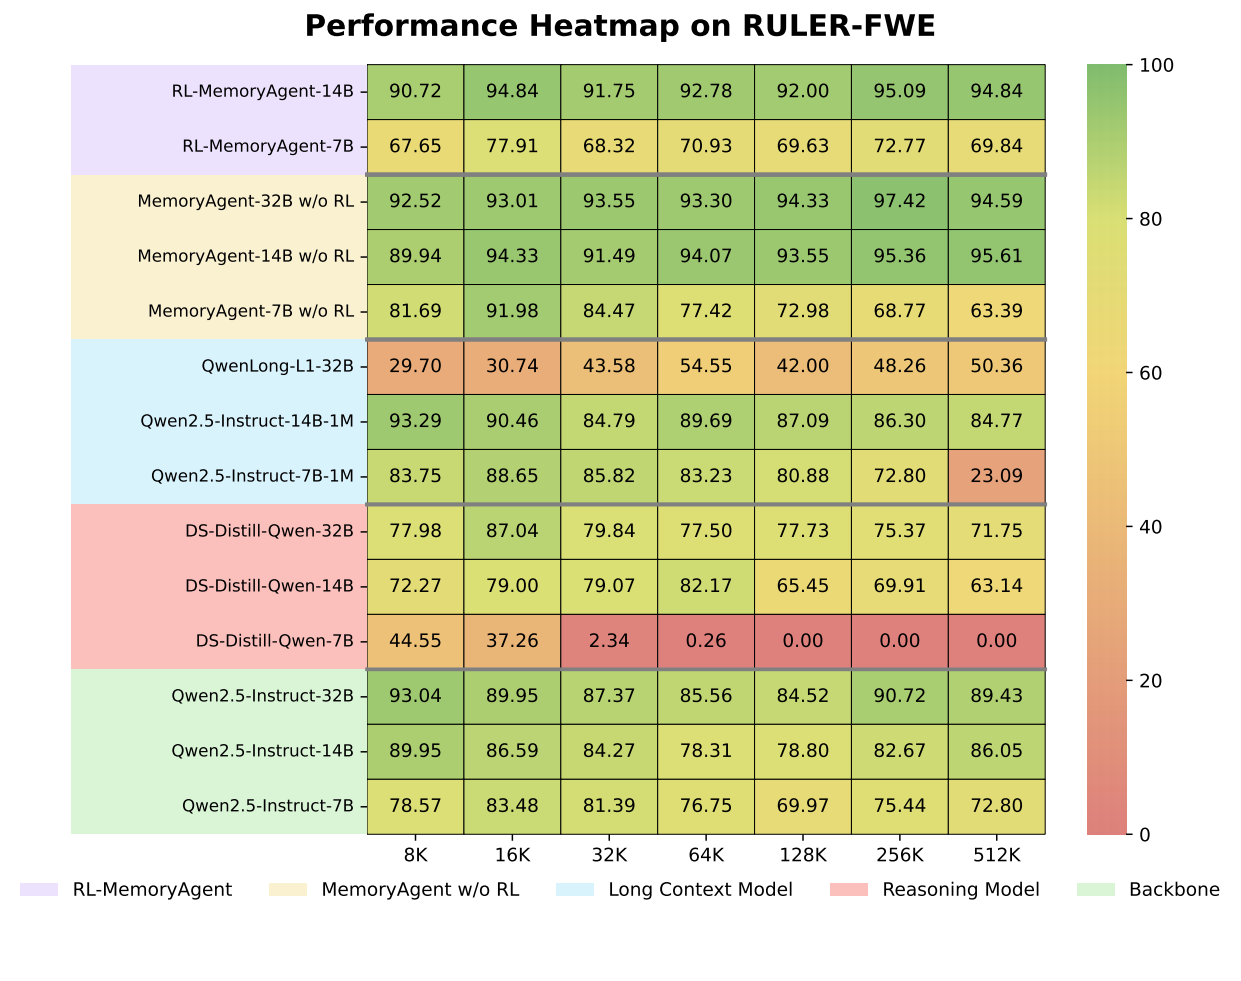 Performance Heatmap on RULER-FWE
RL-MemoryAgent-14B 90.72 94.84 91.75 92.78 92.00 95.09 94.84
RL-MemoryAgent-7B 67.65 77.91 68.32 70.93 69.63 72.77 69.84
MemoryAgent-32B w/o RL 92.52 93.01 93.55 93.30 94.33 97.42 94.59
MemoryAgent-14B w/o RL 89.94 94.33 91.49 94.07 93.55 95.36 95.61
MemoryAgent-7B w/o RL 81.69 91.98 84.47 77.42 72.98 68.77 63.39
QwenLong-L1-32B 29.70 30.74 43.58 54.55 42.00 48.26 50.36
Qwen2.5-Instruct-14B-1M 93.29 90.46 84.79 89.69 87.09 86.30 84.77
Qwen2.5-Instruct-7B-1M 83.75 88.65 85.82 83.23 80.88 72.80 23.09
DS-Distill-Qwen-32B 77.98 87.04 79.84 77.50 77.73 75.37 71.75
DS-Distill-Qwen-14B 72.27 79.00 79.07 82.17 65.45 69.91 63.14
DS-Distill-Qwen-7B 44.55 37.26 2.34 0.26 0.00 0.00 0.00
Qwen2.5-Instruct-32B 93.04 89.95 87.37 85.56 84.52 90.72 89.43
Qwen2.5-Instruct-14B 89.95 86.59 84.27 78.31 78.80 82.67 86.05
Qwen2.5-Instruct-7B 78.57 83.48 81.39 76.75 69.97 75.44 72.80
8K 16K 32K 64K 128K 256K 512K
100
80
60
40
20
0
RL-MemoryAgent MemoryAgent w/o RL Long Context Model Reasoning Model Backbone